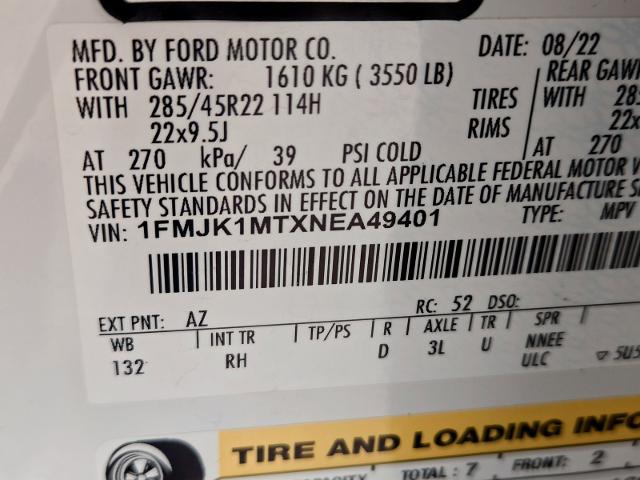 MFD. BY FORD MOTOR CO. DATE: 08/22
FRONT GAWR: 1610 KG ( 3550 LB) REAR GAW
WITH 285/45R22 114H TIRES WITH 285
22x9.5J RIMS 22x
AT 270 kPa/ 39 PSI COLD AT 270
THIS VEHICLE CONFORMS TO ALL APPLICABLE FEDERAL MOTOR V
SAFETY STANDARDS IN EFFECT ON THE DATE OF MANUFACTURE S
VIN: 1FMJK1MTXNEA49401 TYPE: MPV
EXT PNT: AZ RC: 52 DSO:
WB INT TR TP/PS R AXLE TR SPR
132 RH D 3L U NNEE
ULC ▽ 5U5
TIRE AND LOADING INFO
TOTAL : 7 FRONT: 2